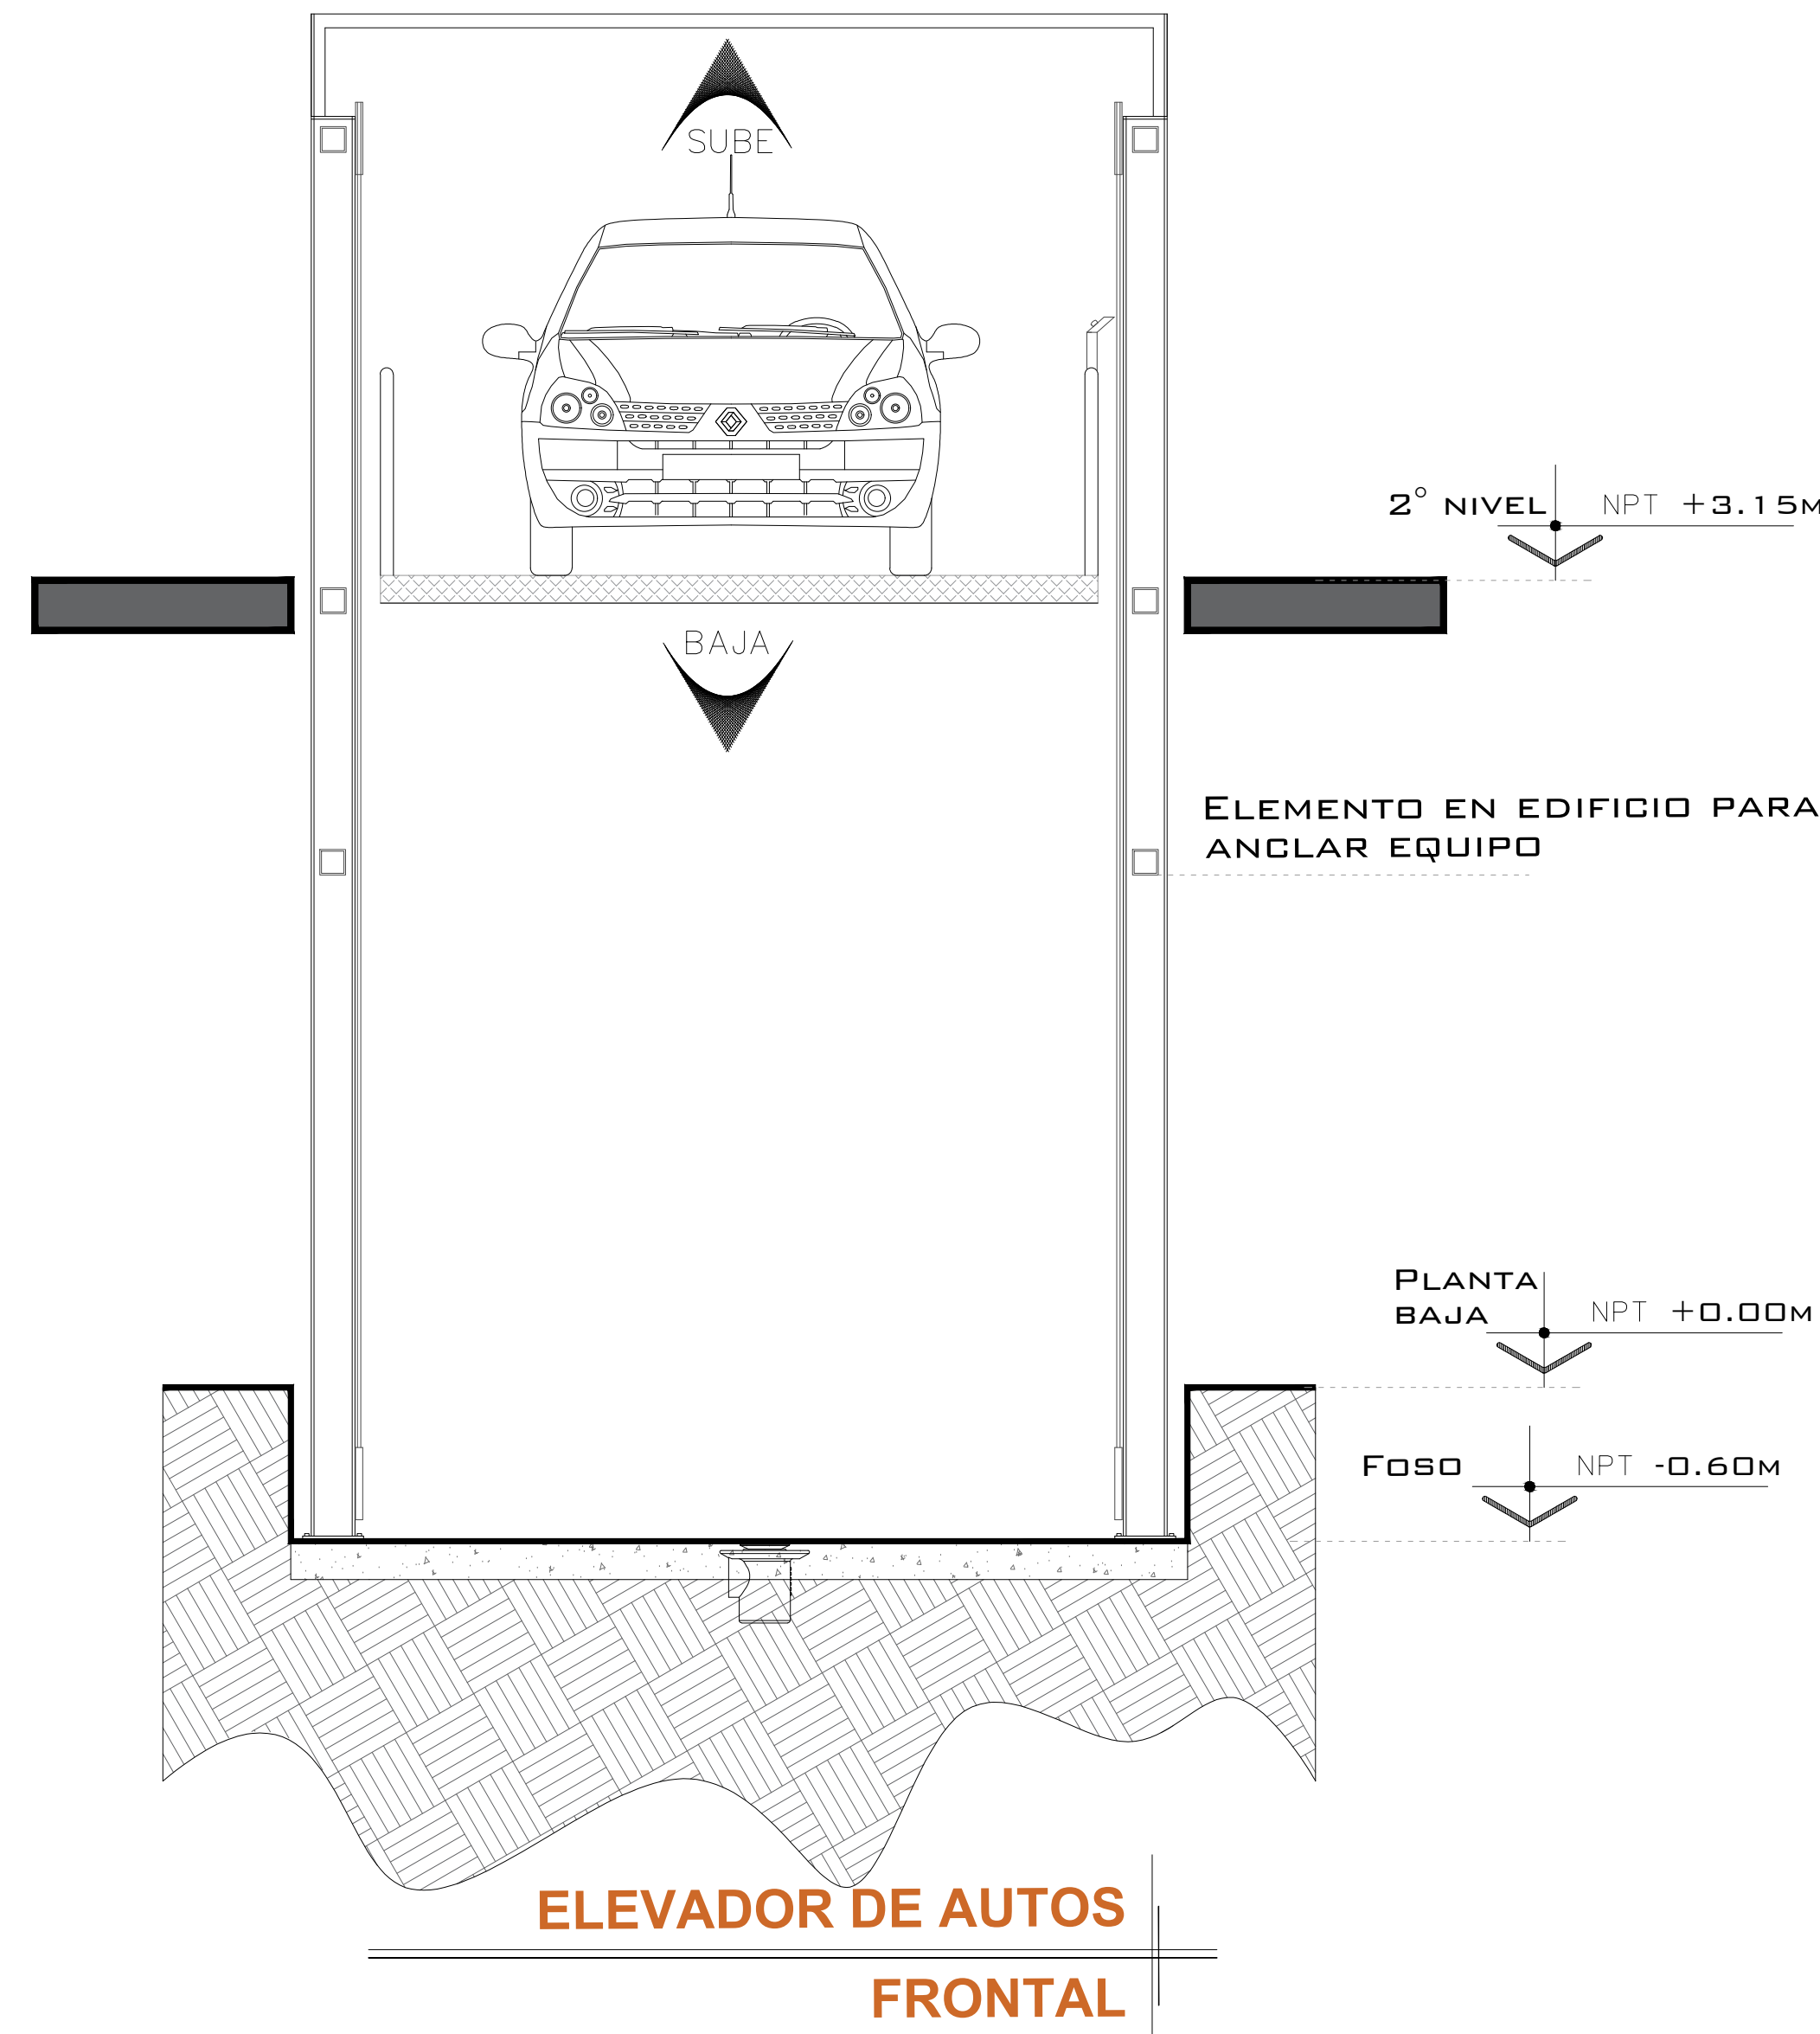 SUBE
BAJA
2° NIVEL NPT +3.15M
ELEMENTO EN EDIFICIO PARA
ANCLAR EQUIPO
PLANTA
BAJA NPT +0.00M
FOSO NPT -0.60M
ELEVADOR DE AUTOS
FRONTAL